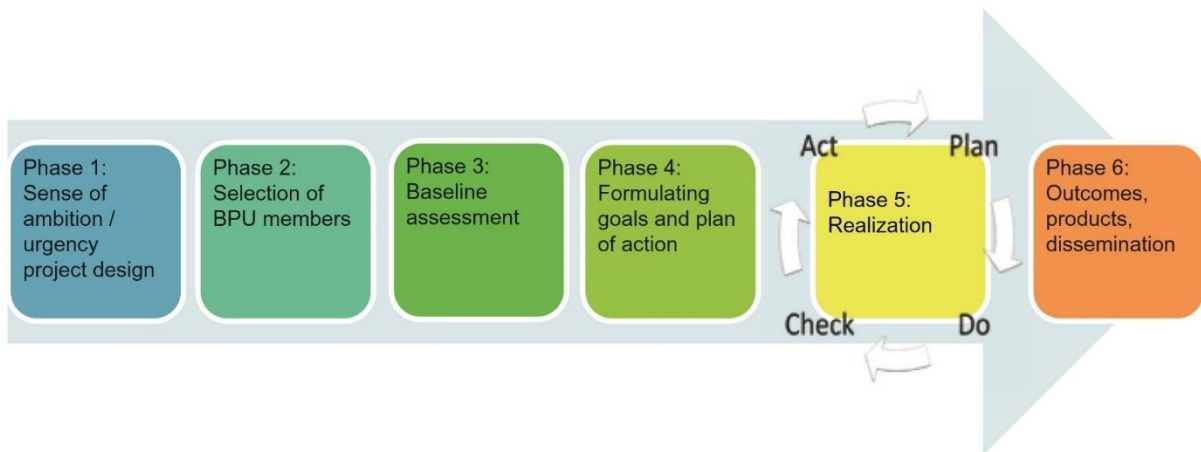 Phase 1:
Sense of
ambition /
urgency
project design
Phase 2:
Selection of
BPU members
Phase 3:
Baseline
assessment
Phase 4:
Formulating
goals and plan
of action
Act
Plan
Phase 5:
Realization
Check
Do
Phase 6:
Outcomes,
products,
dissemination